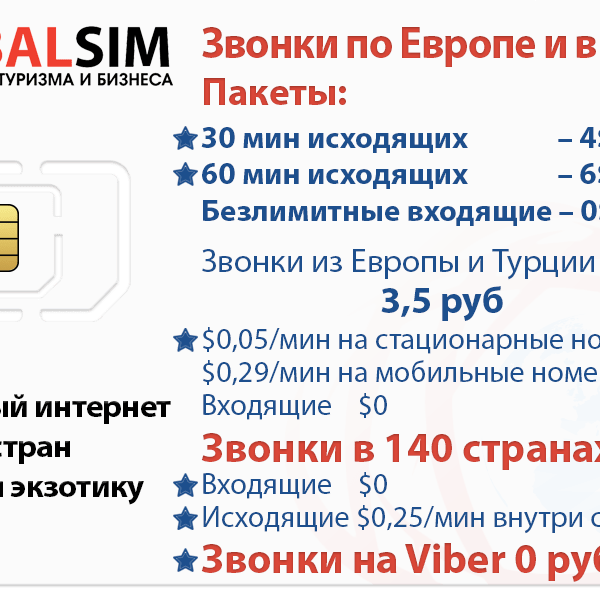 BALSIM
ТУРИЗМА И БИЗНЕСА
Звонки по Европе и в
Пакеты:
30 мин исходящих – 4$
60 мин исходящих – 6$
Безлимитные входящие – 0$
Звонки из Европы и Турции
3,5 руб
$0,05/мин на стационарные но
$0,29/мин на мобильные номе
Входящие $0
ый интернет
стран
и экзотику
Звонки в 140 странах
Входящие $0
Исходящие $0,25/мин внутри с
Звонки на Viber 0 руб